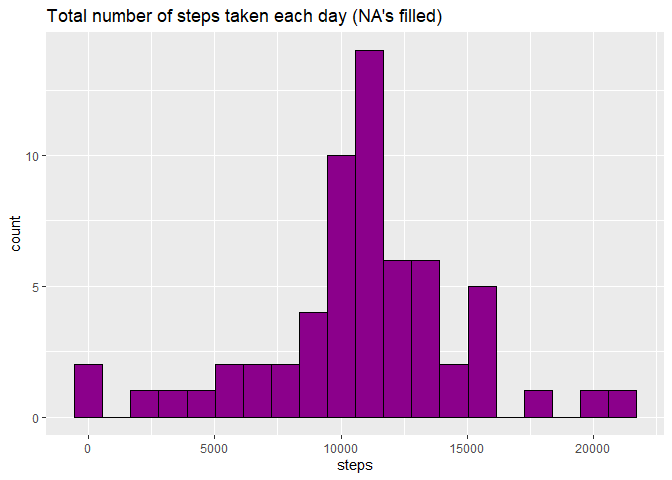 Total number of steps taken each day (NA's filled)
10
5
0
count
0 5000 10000 15000 20000
steps